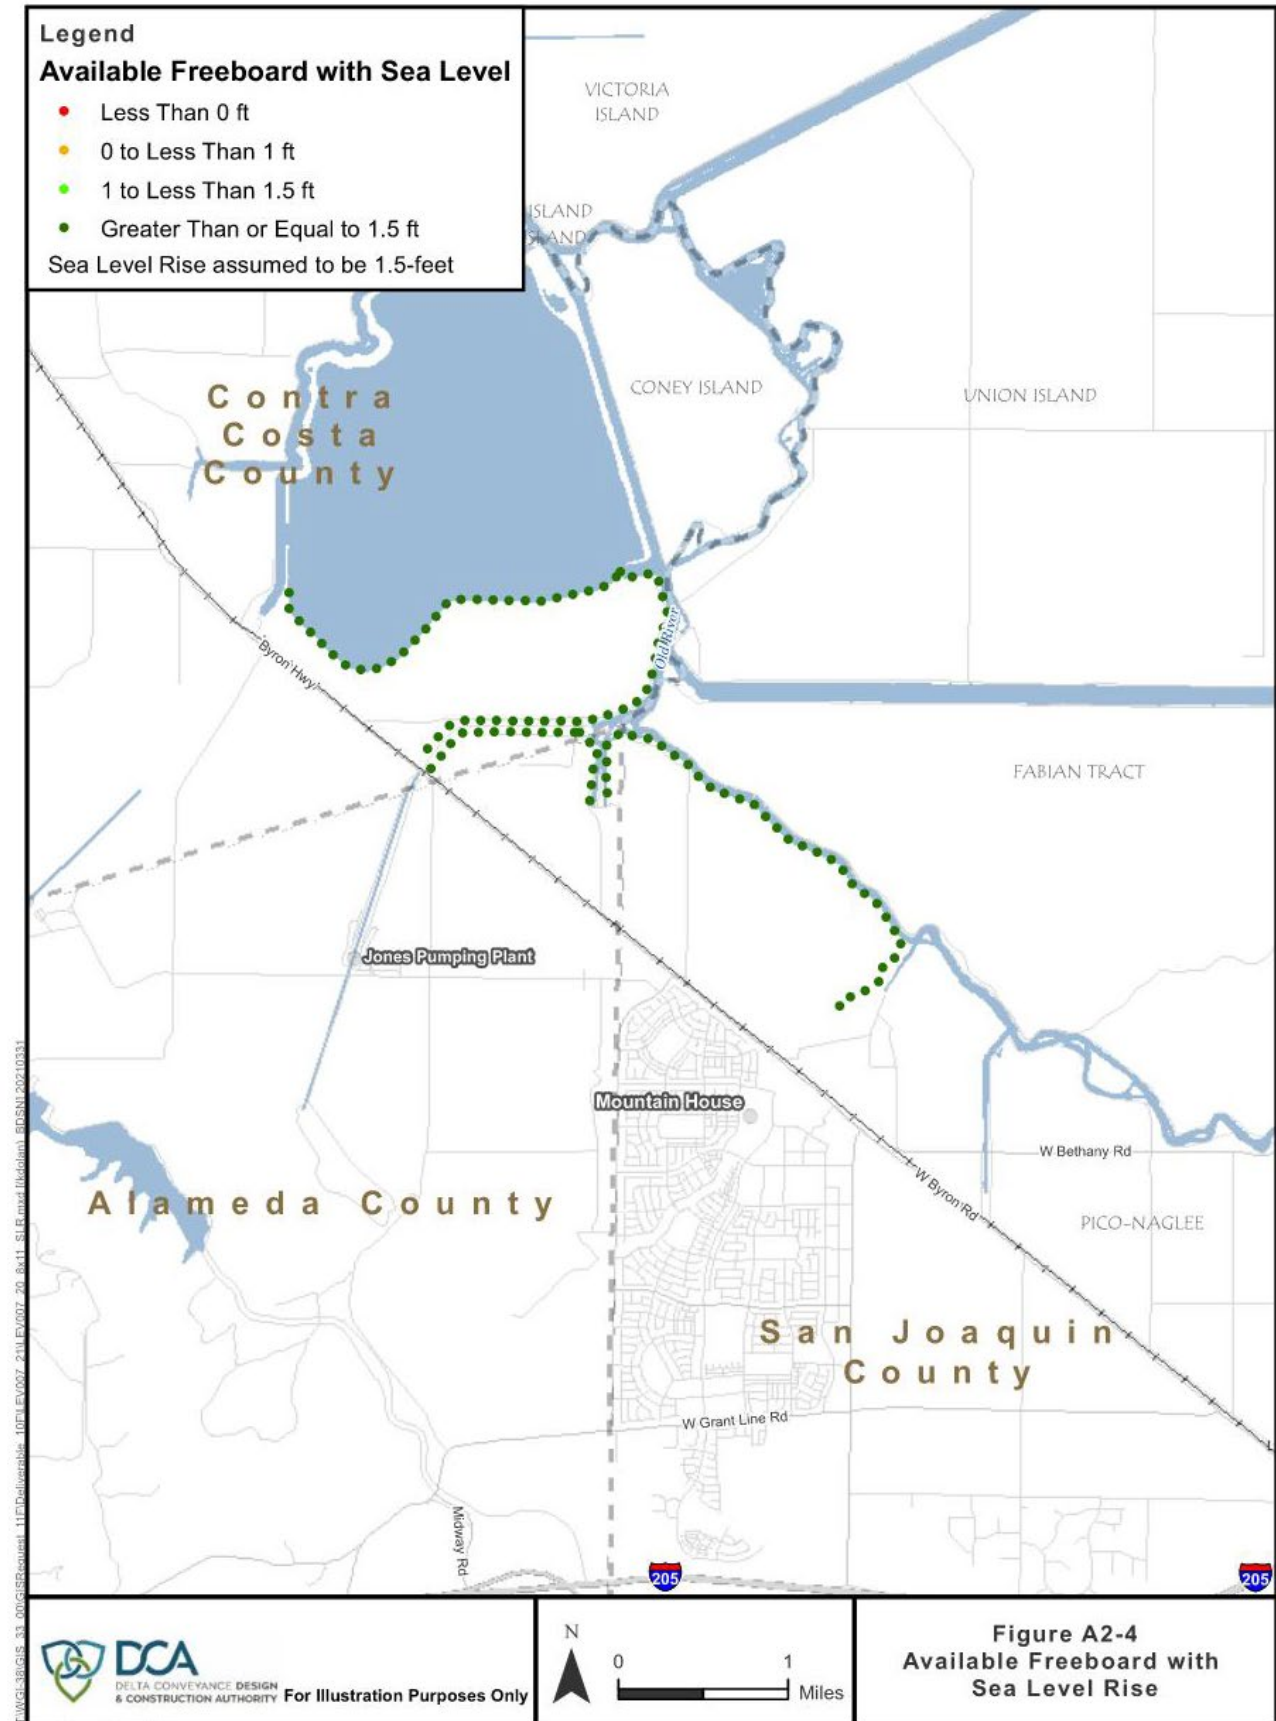 Legend
Available Freeboard with Sea Level
Less Than 0 ft
0 to Less Than 1 ft
1 to Less Than 1.5 ft
Greater Than or Equal to 1.5 ft
Sea Level Rise assumed to be 1.5-feet
VICTORIA
ISLAND
ISLAND
ISLAND
CONEY ISLAND
UNION ISLAND
Contra
Costa
County
Old River
Byron Hwy
FABIAN TRACT
Jones Pumping Plant
Mountain House
W Bethany Rd
W Byron Rd
PICO-NAGLEE
Alameda County
San Joaquin
County
W Grant Line Rd
Midway Rd
205
205
DCA
DELTA CONVEYANCE DESIGN
& CONSTRUCTION AUTHORITY
For Illustration Purposes Only
N
0 1
Miles
Figure A2-4
Available Freeboard with
Sea Level Rise